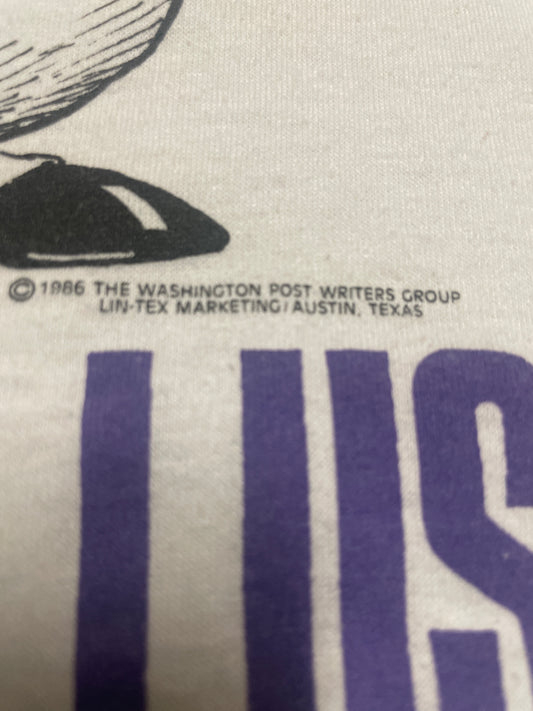 © 1986 THE WASHINGTON POST WRITERS GROUP
LIN-TEX MARKETING/AUSTIN, TEXAS